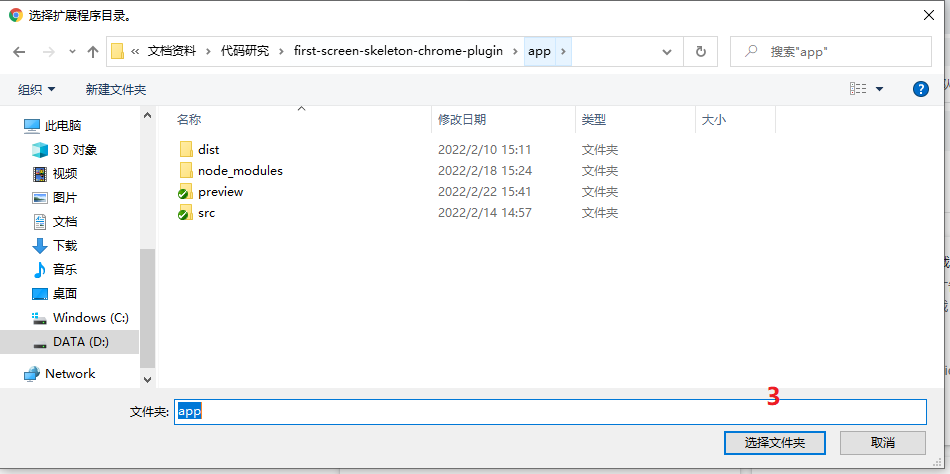 选择扩展程序目录。
« 文档资料 › 代码研究 › first-screen-skeleton-chrome-plugin › app ›
搜索"app"
组织 新建文件夹
名称 修改日期 类型 大小
此电脑
3D 对象
视频
图片
文档
下载
音乐
桌面
Windows (C:)
DATA (D:)
Network
dist 2022/2/10 15:11 文件夹
node_modules 2022/2/18 15:24 文件夹
preview 2022/2/22 15:41 文件夹
src 2022/2/14 14:57 文件夹
3
文件夹: app
选择文件夹 取消